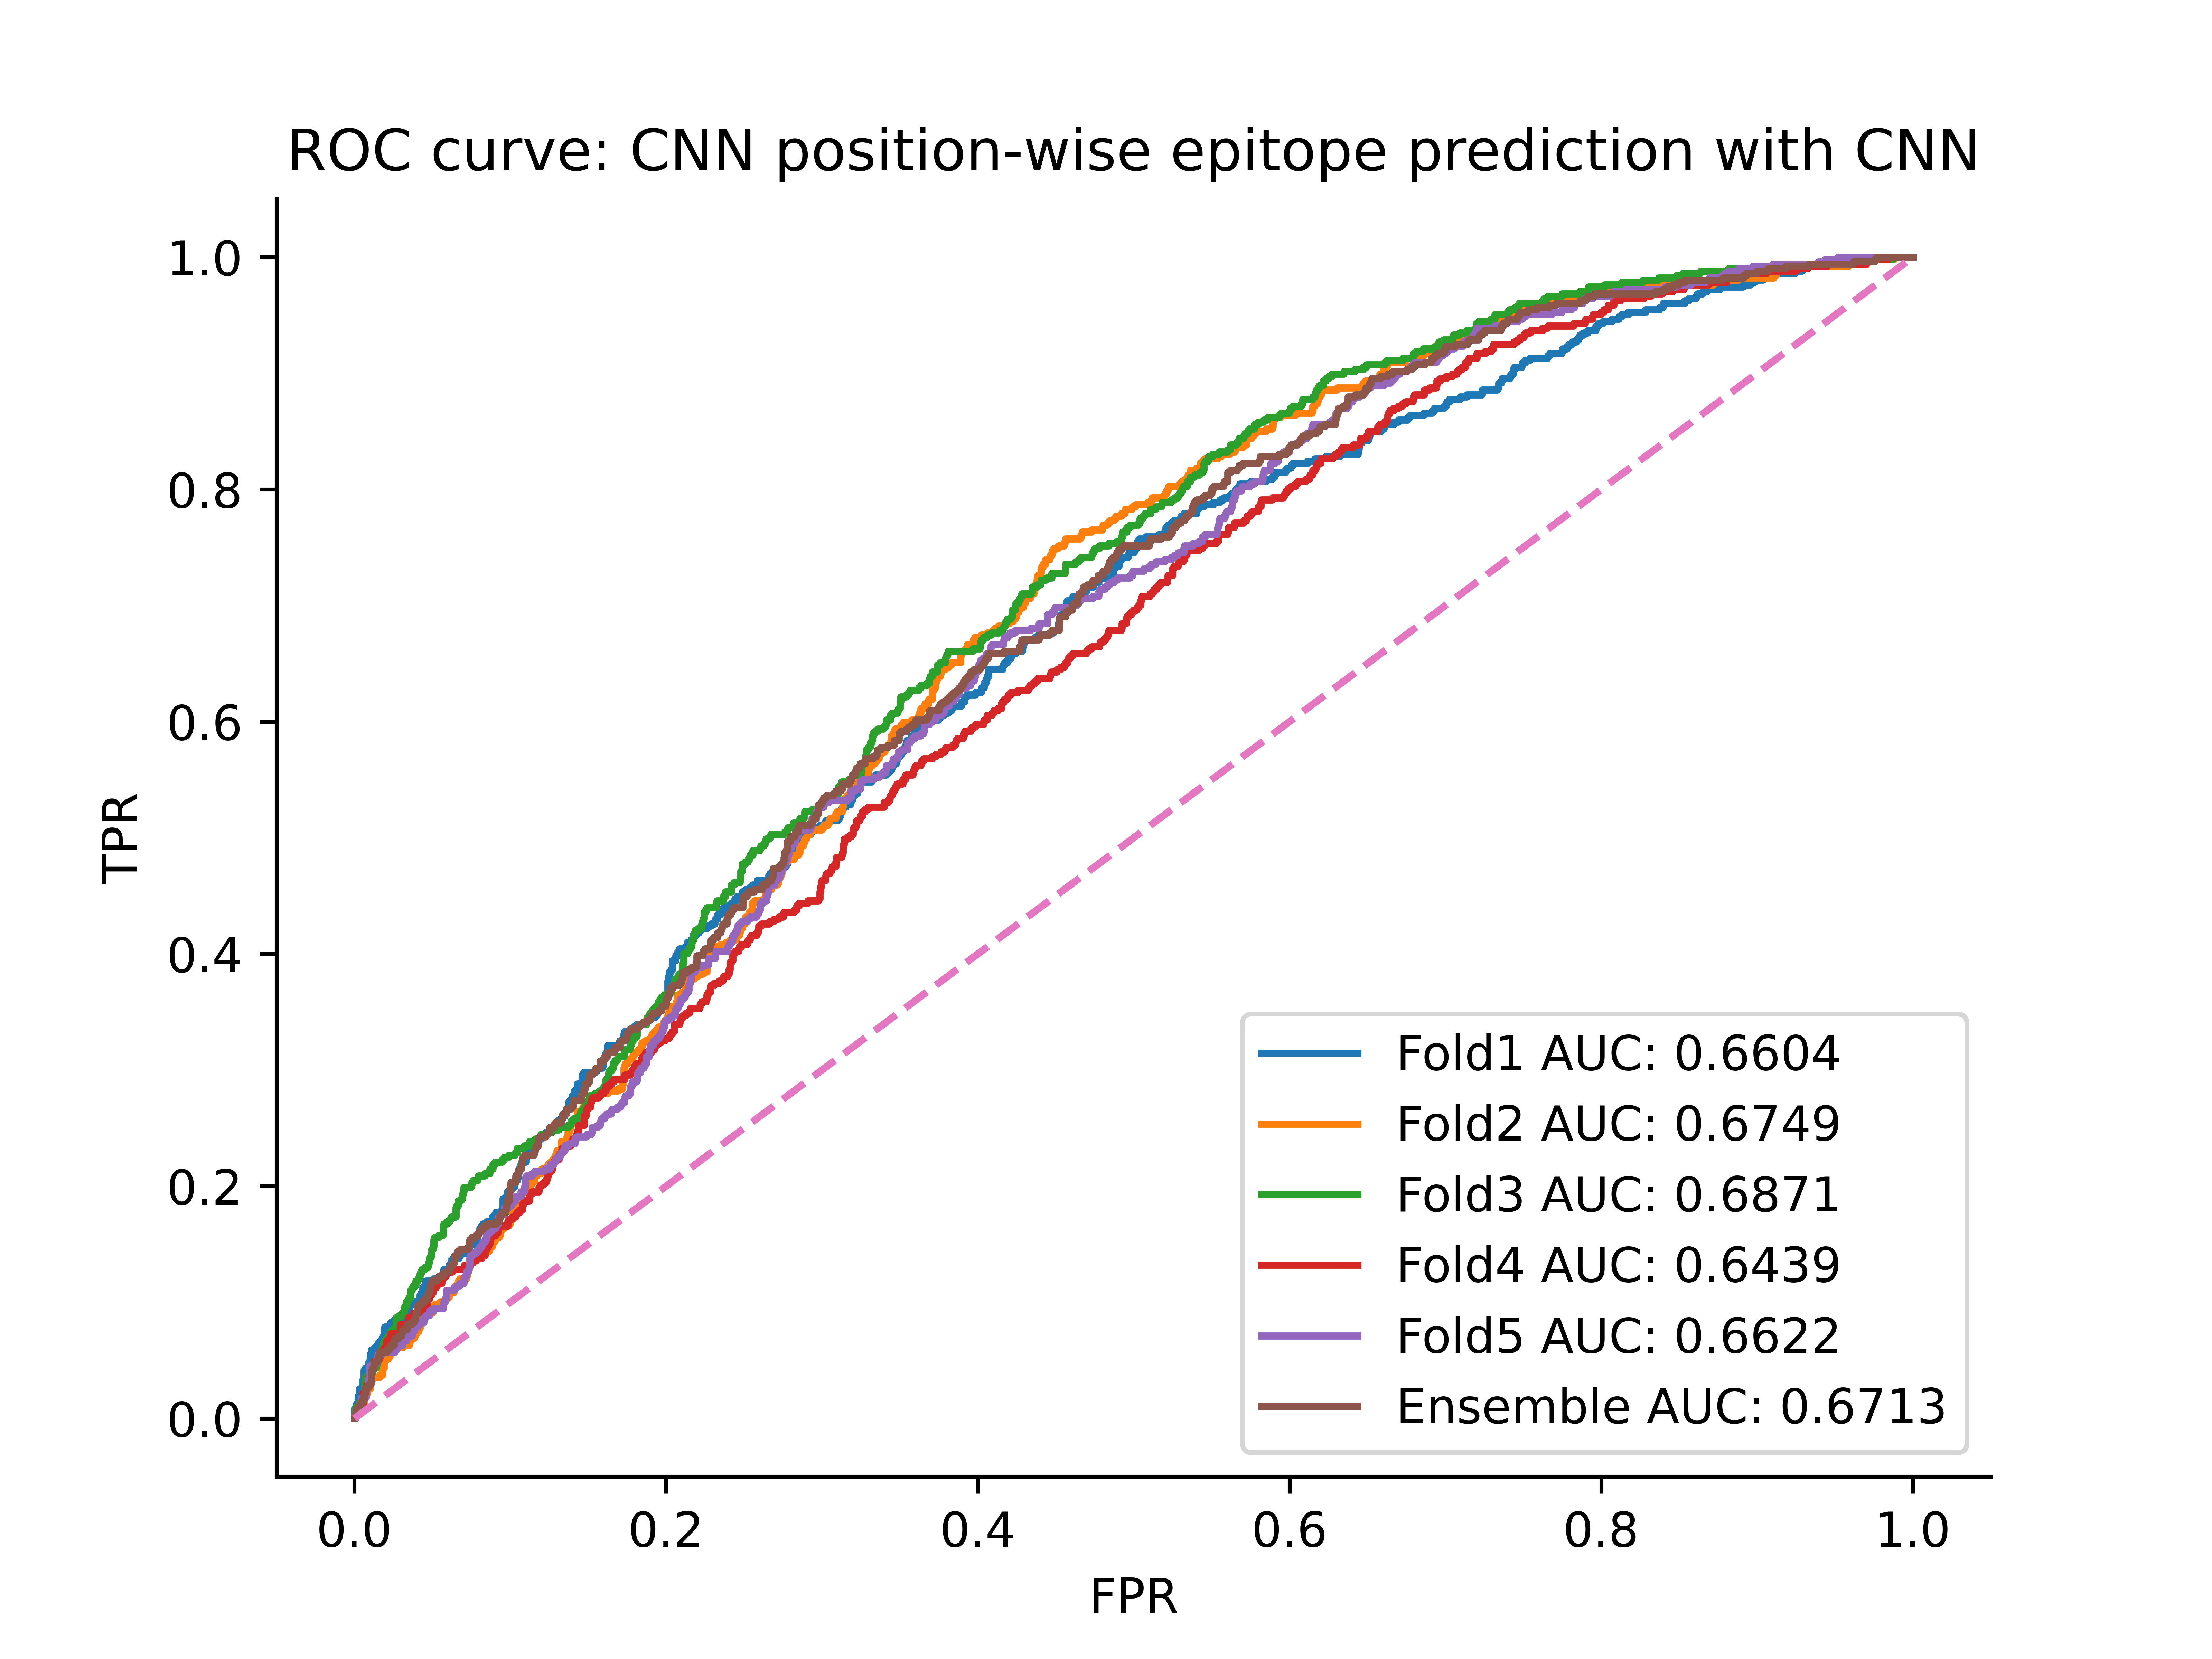 ROC curve: CNN position-wise epitope prediction with CNN
1.0
0.8
0.6
0.4
0.2
0.0
TPR
0.0 0.2 0.4 0.6 0.8 1.0
FPR
Fold1 AUC: 0.6604
Fold2 AUC: 0.6749
Fold3 AUC: 0.6871
Fold4 AUC: 0.6439
Fold5 AUC: 0.6622
Ensemble AUC: 0.6713